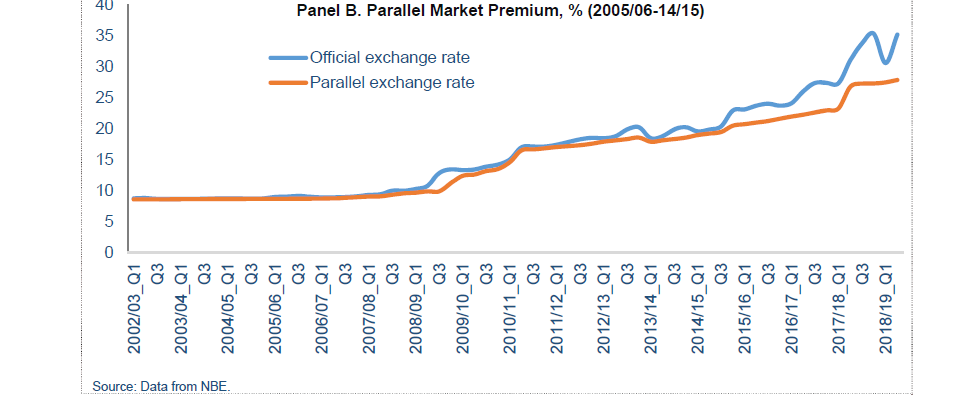 Panel B. Parallel Market Premium, % (2005/06-14/15)
40
35
30
25
20
15
10
5
0
Official exchange rate
Parallel exchange rate
2002/03_Q1
Q3
2003/04_Q1
Q3
2004/05_Q1
Q3
2005/06_Q1
Q3
2006/07_Q1
Q3
2007/08_Q1
Q3
2008/09_Q1
Q3
2009/10_Q1
Q3
2010/11_Q1
Q3
2011/12_Q1
Q3
2012/13_Q1
Q3
2013/14_Q1
Q3
2014/15_Q1
Q3
2015/16_Q1
Q3
2016/17_Q1
Q3
2017/18_Q1
Q3
2018/19_Q1
Source: Data from NBE.